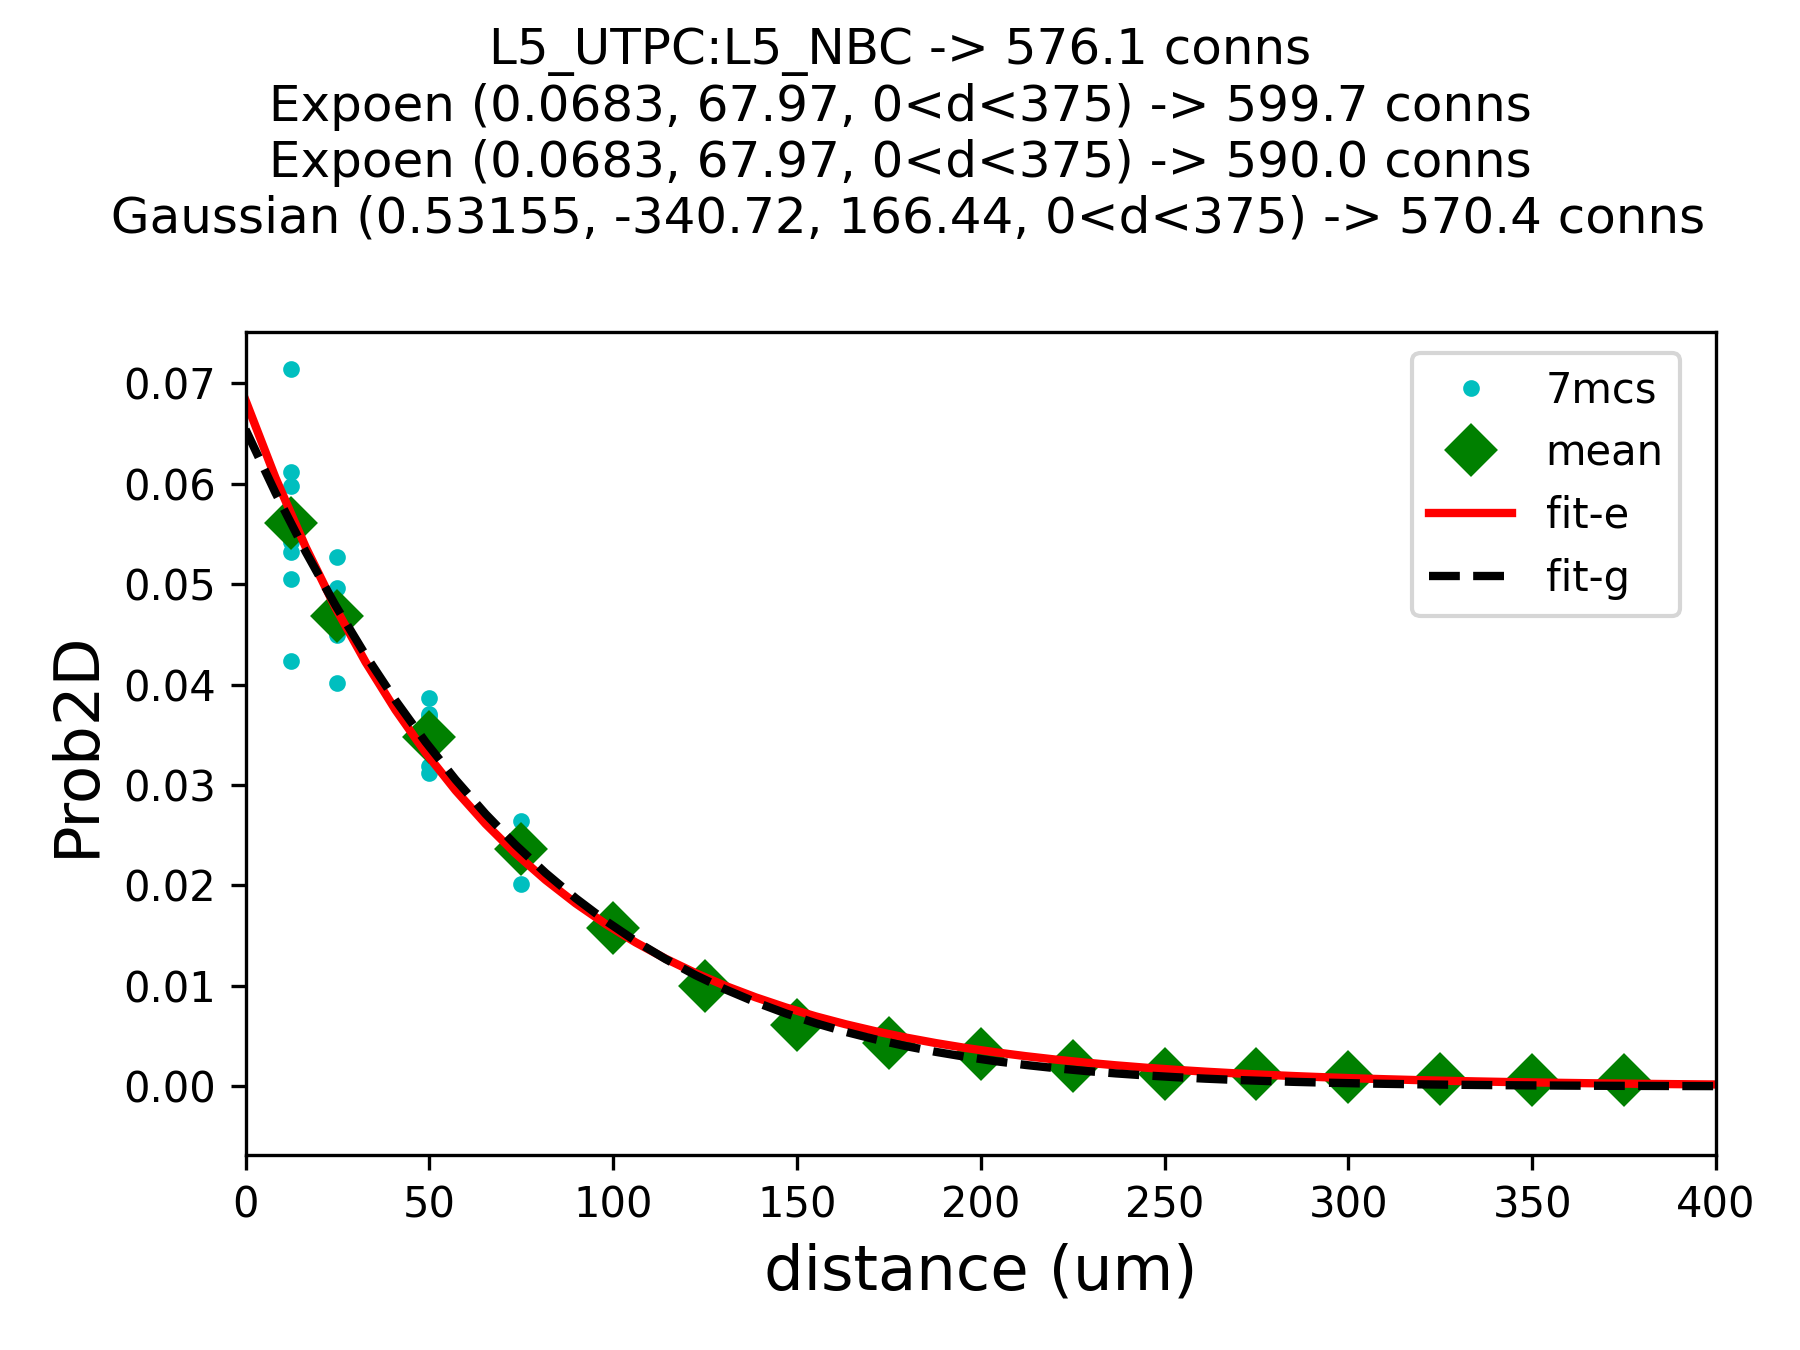 L5_UTPC:L5_NBC -> 576.1 conns
Expoen (0.0683, 67.97, 0<d<375) -> 599.7 conns
Expoen (0.0683, 67.97, 0<d<375) -> 590.0 conns
Gaussian (0.53155, -340.72, 166.44, 0<d<375) -> 570.4 conns
7mcs
mean
fit-e
fit-g
Prob2D
0.07
0.06
0.05
0.04
0.03
0.02
0.01
0.00
0 50 100 150 200 250 300 350 400
distance (um)